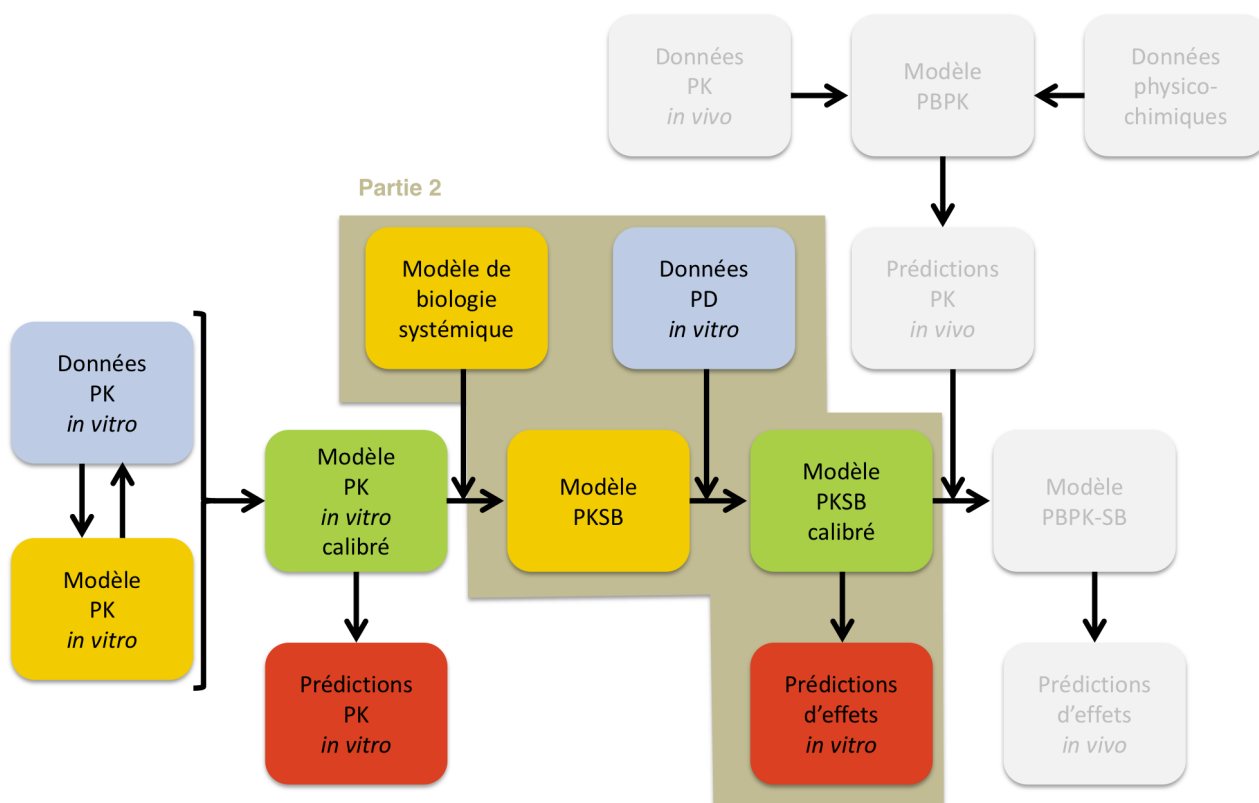 Données
PK
in vivo
Modèle
PBPK
Données
physico-
chimiques
Partie 2
Modèle de
biologie
systémique
Données
PD
in vitro
Prédictions
PK
in vivo
Données
PK
in vitro
Modèle
PK
in vitro
Modèle
PK
in vitro
calibré
Modèle
PKSB
Modèle
PKSB
calibré
Modèle
PBPK-SB
Prédictions
PK
in vitro
Prédictions
d'effets
in vitro
Prédictions
d'effets
in vivo